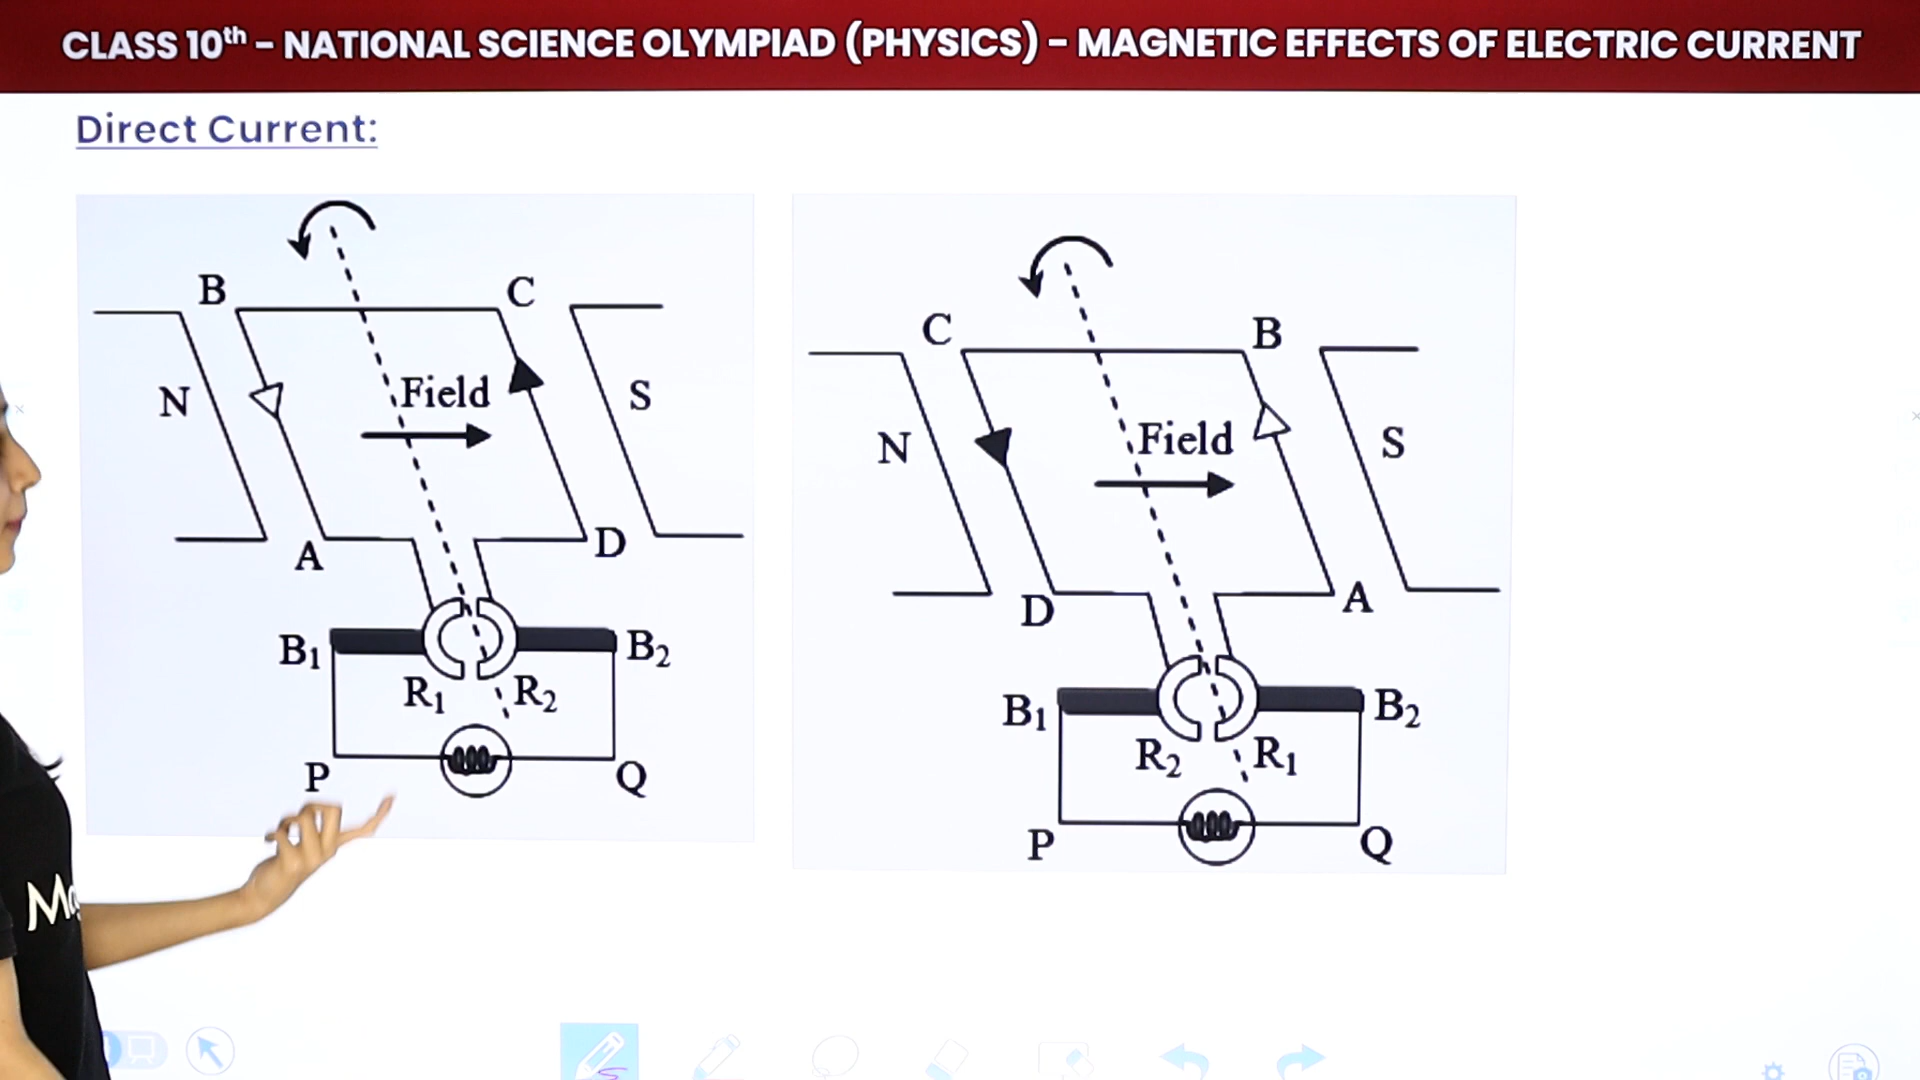 CLASS 10th – NATIONAL SCIENCE OLYMPIAD (PHYSICS) – MAGNETIC EFFECTS OF ELECTRIC CURRENT
Direct Current:
B C
N Field S
A D
B1 B2
R1 R2
P Q
C B
N Field S
D A
B1 B2
R2 R1
P Q